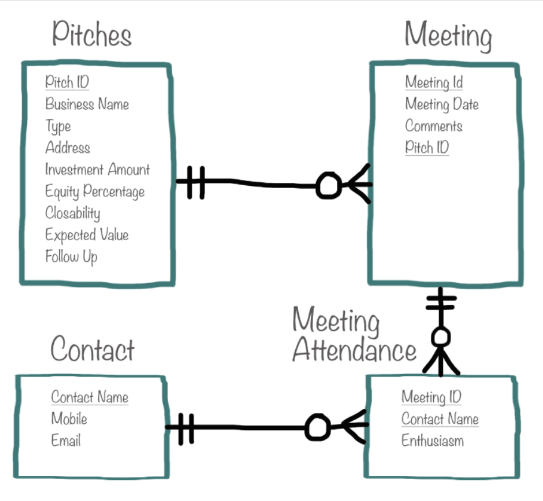 Pitches
Pitch ID
Business Name
Type
Address
Investment Amount
Equity Percentage
Closability
Expected Value
Follow Up
Meeting
Meeting Id
Meeting Date
Comments
Pitch ID
Contact
Contact Name
Mobile
Email
Meeting
Attendance
Meeting ID
Contact Name
Enthusiasm